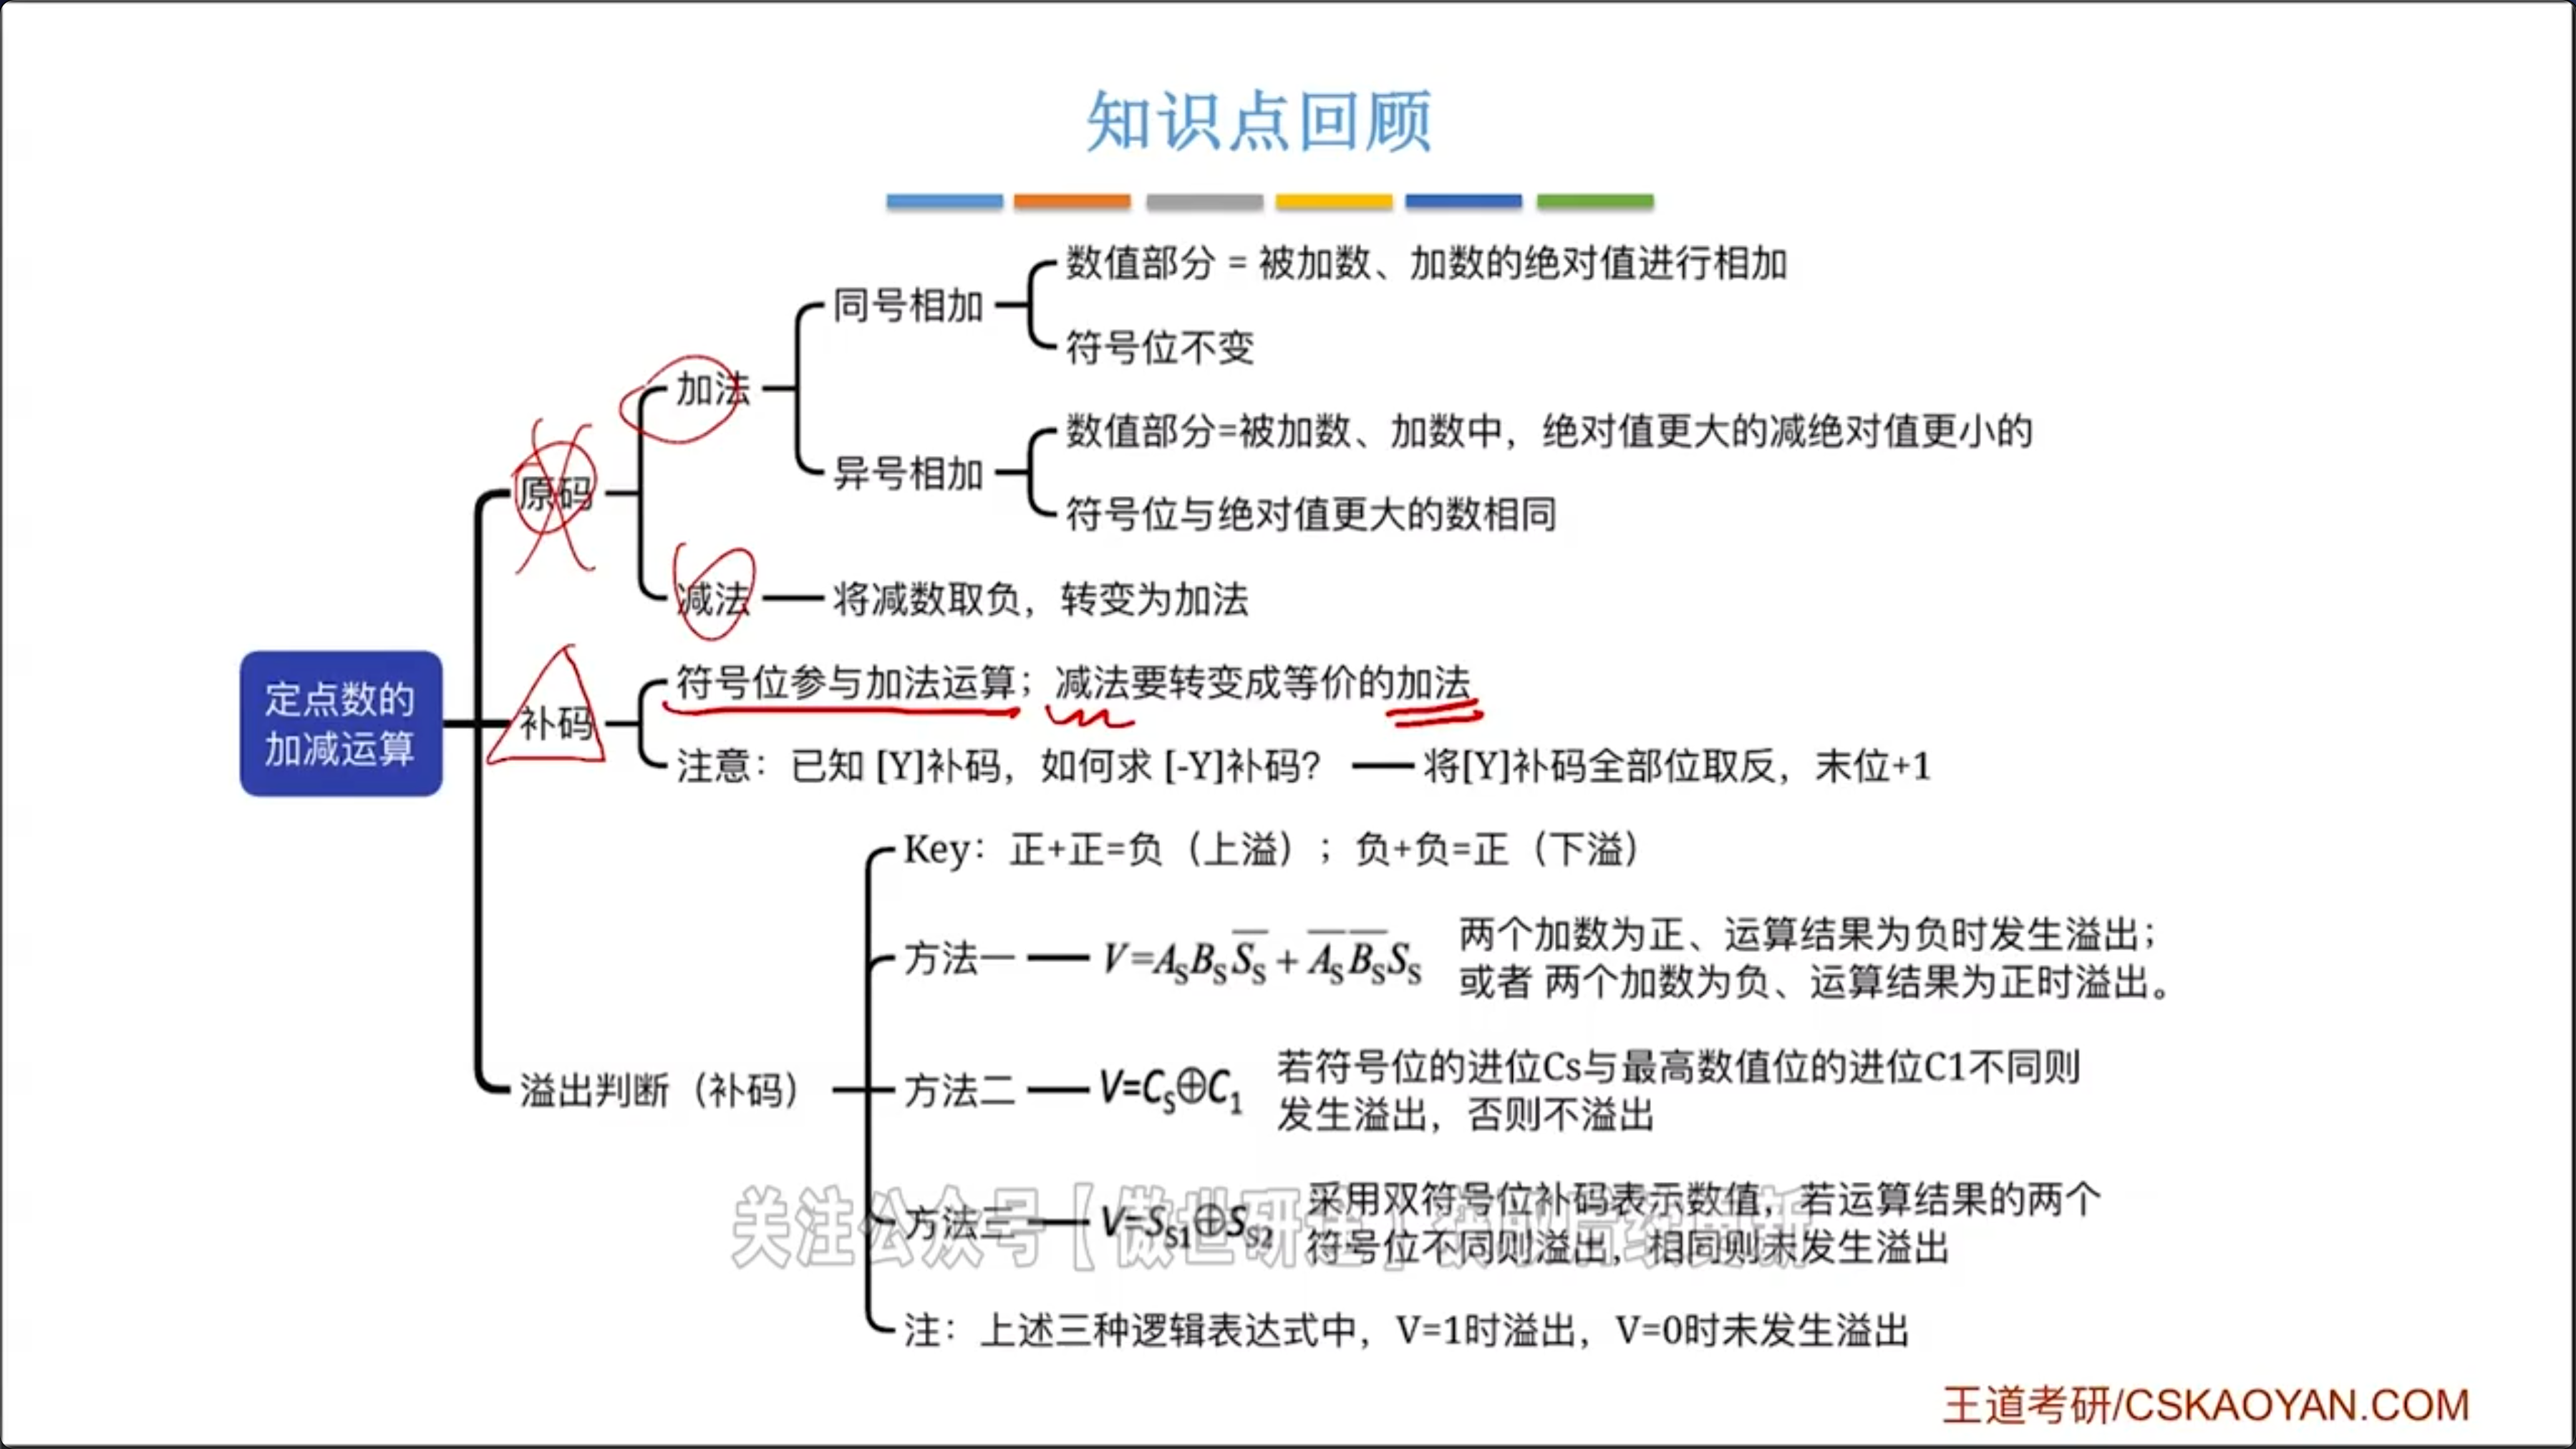 知识点回顾
数值部分 = 被加数、加数的绝对值进行相加
同号相加
符号位不变
加法
数值部分=被加数、加数中，绝对值更大的减绝对值更小的
异号相加
符号位与绝对值更大的数相同
原码
减法
将减数取负，转变为加法
定点数的
加减运算
符号位参与加法运算；减法要转变成等价的加法
补码
注意：已知 [Y]补码，如何求 [-Y]补码？
将[Y]补码全部位取反，末位+1
Key：正+正=负（上溢）；负+负=正（下溢）
方法一
V=A_SB_S\overline{S_S} + \overline{A_S}\overline{B_S}S_S
两个加数为正、运算结果为负时发生溢出；
或者 两个加数为负、运算结果为正时溢出。
溢出判断（补码）
方法二
V=C_S⊕C_1
若符号位的进位Cs与最高数值位的进位C1不同则
发生溢出，否则不溢出
方法三
V=S_{S1}⊕S_{S2}
采用双符号位补码表示数值，若运算结果的两个
符号位不同则溢出，相同则未发生溢出
关注公众号【傲世研
注：上述三种逻辑表达式中，V=1时溢出，V=0时未发生溢出
王道考研/CSKAOYAN.COM